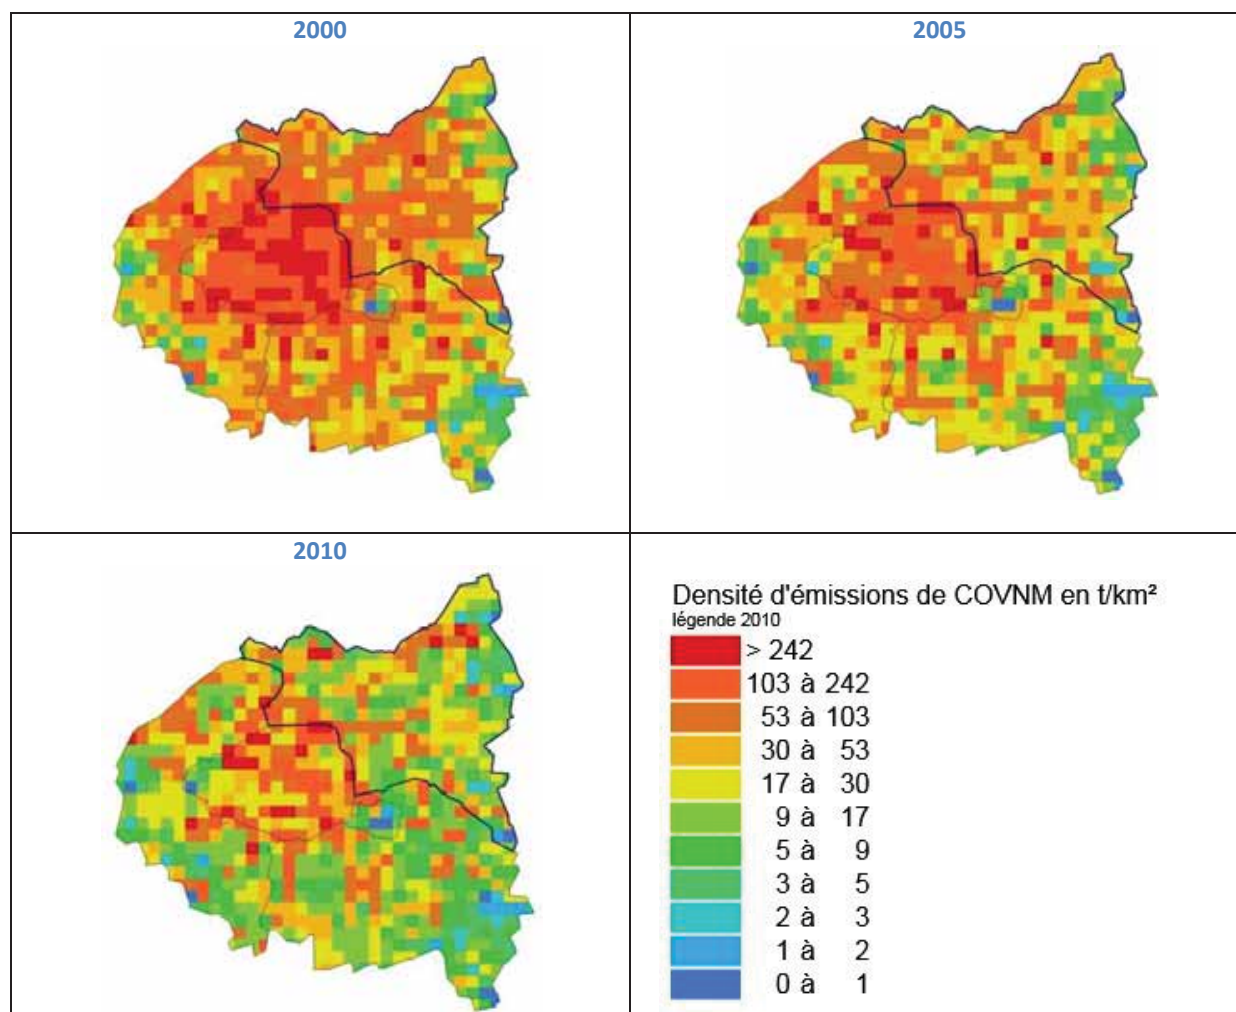 2000
2005
2010
Densité d'émissions de COVNM en t/km²
légende 2010
> 242
103 à 242
53 à 103
30 à 53
17 à 30
9 à 17
5 à 9
3 à 5
2 à 3
1 à 2
0 à 1